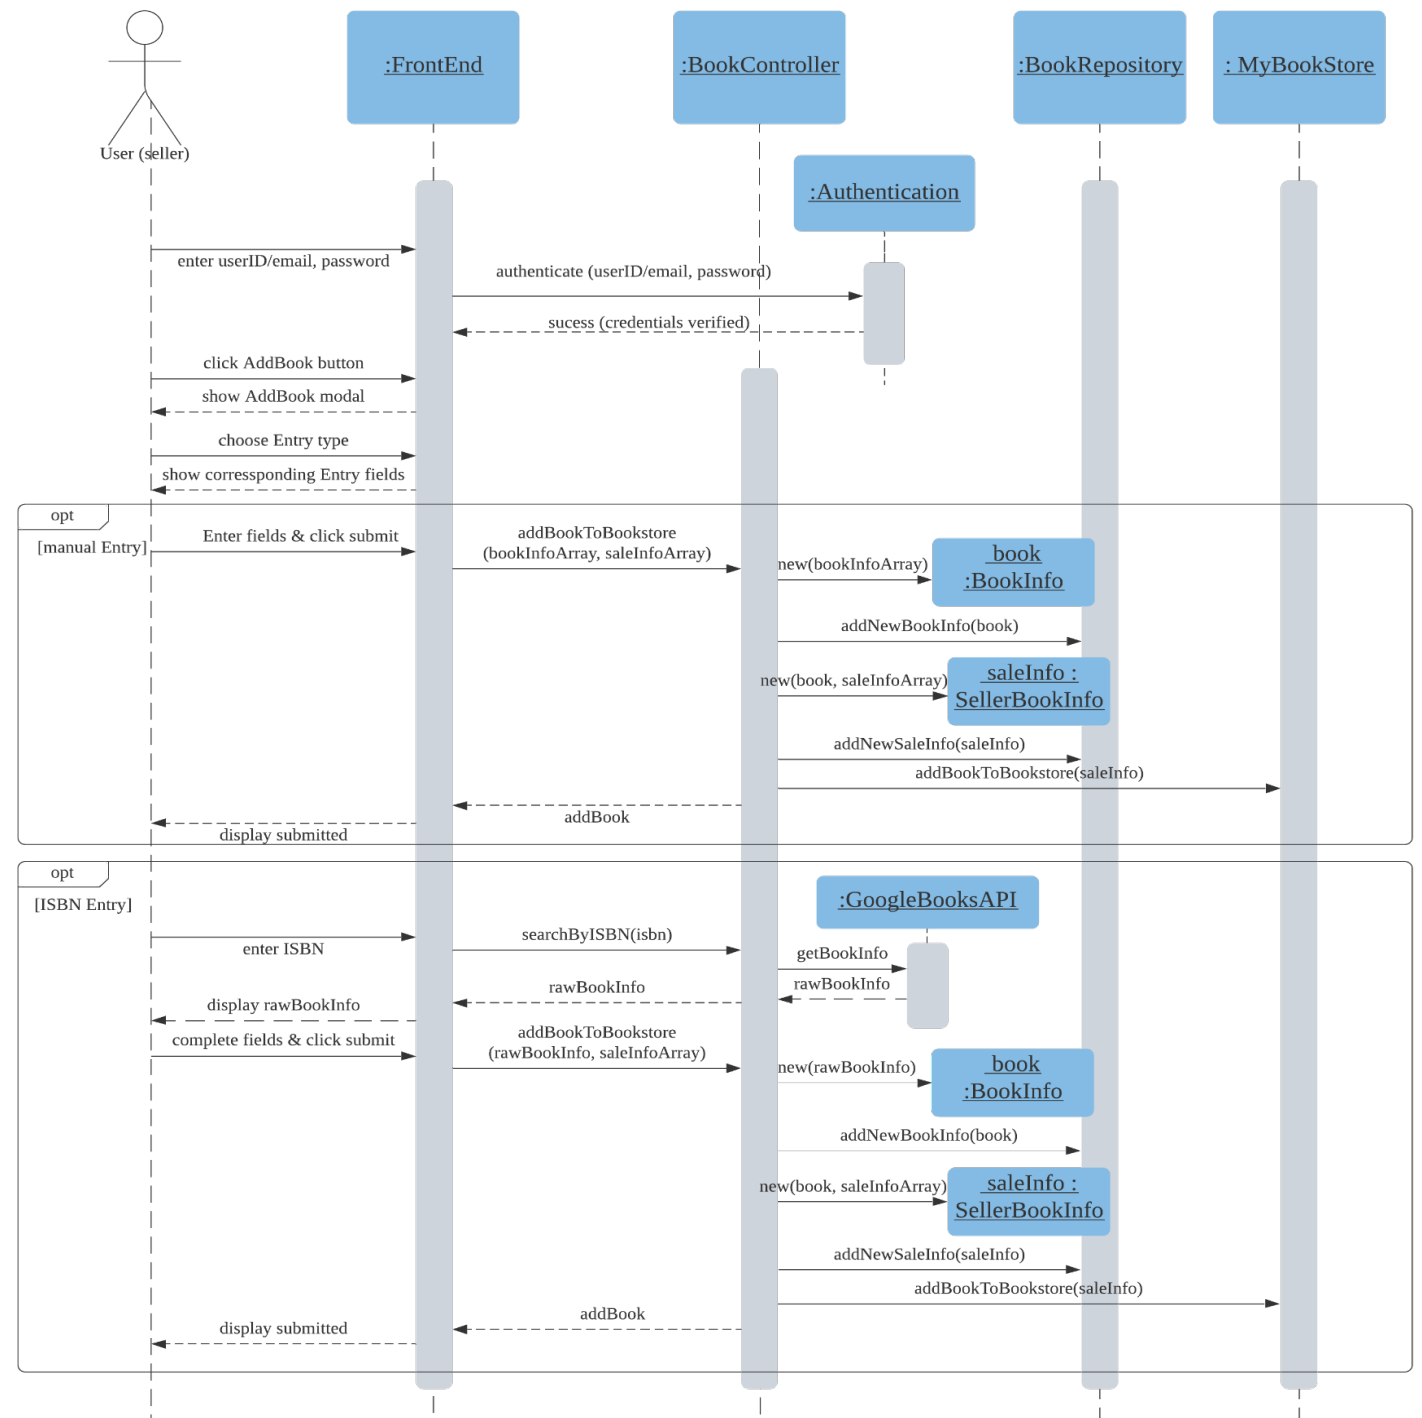 :FrontEnd
:BookController
:BookRepository
: MyBookStore
User (seller)
:Authentication
enter userID/email, password
authenticate (userID/email, password)
sucess (credentials verified)
click AddBook button
show AddBook modal
choose Entry type
show corressponding Entry fields
opt
[manual Entry]
Enter fields & click submit
addBookToBookstore
(bookInfoArray, saleInfoArray)
new(bookInfoArray)
book
:BookInfo
addNewBookInfo(book)
new(book, saleInfoArray)
saleInfo :
SellerBookInfo
addNewSaleInfo(saleInfo)
addBookToBookstore(saleInfo)
addBook
display submitted
opt
[ISBN Entry]
:GoogleBooksAPI
enter ISBN
searchByISBN(isbn)
getBookInfo
rawBookInfo
rawBookInfo
display rawBookInfo
complete fields & click submit
addBookToBookstore
(rawBookInfo, saleInfoArray)
new(rawBookInfo)
book
:BookInfo
addNewBookInfo(book)
new(book, saleInfoArray)
saleInfo :
SellerBookInfo
addNewSaleInfo(saleInfo)
addBookToBookstore(saleInfo)
addBook
display submitted